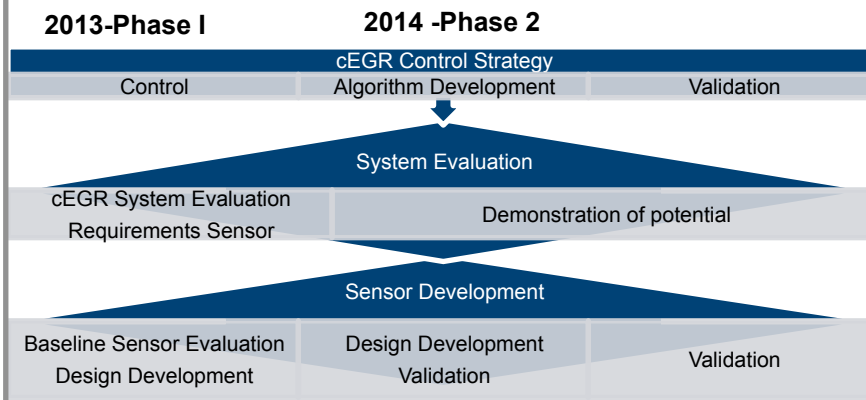 2013-Phase I
2014 -Phase 2
cEGR Control Strategy
Control
Algorithm Development
Validation
System Evaluation
cEGR System Evaluation
Requirements Sensor
Demonstration of potential
Sensor Development
Baseline Sensor Evaluation
Design Development
Design Development
Validation
Validation